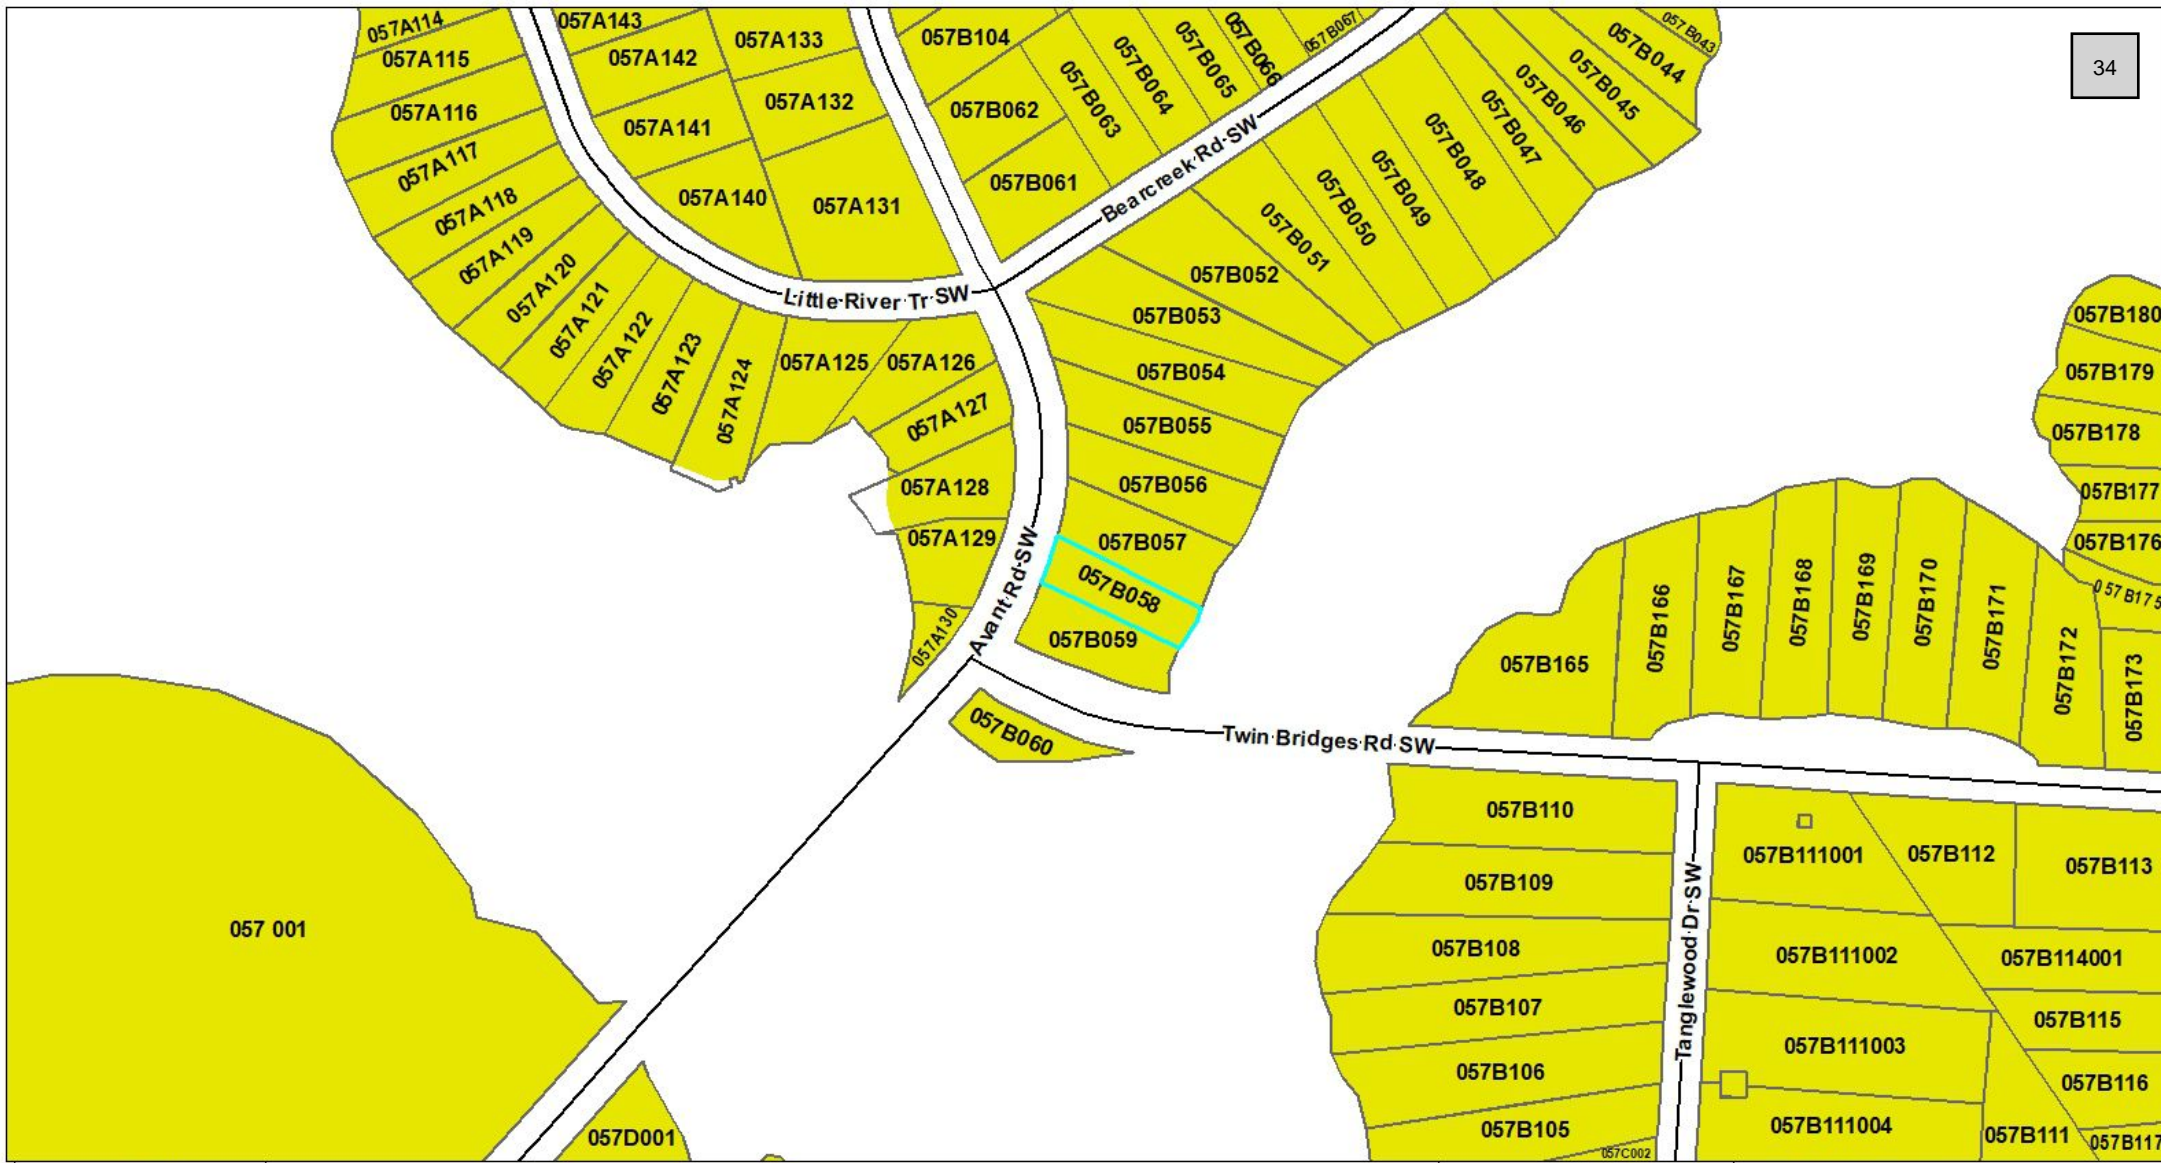 34
057A114
057A115
057A116
057A117
057A118
057A119
057A120
057A121
057A122
057A123
057A124
057A125
057A126
057A127
057A128
057A129
057A130
057A143
057A142
057A141
057A140
057A133
057A132
057A131
057B104
057B062
057B061
057B063
057B064
057B065
057B066
057B067
057B043
057B044
057B045
057B046
057B047
057B048
057B049
057B050
057B051
057B052
057B053
057B054
057B055
057B056
057B057
057B058
057B059
057B060
Bearcreek Rd SW
Little River Tr SW
Avant Rd SW
Twin Bridges Rd SW
Tanglewood Dr SW
057B180
057B179
057B178
057B177
057B176
057B175
057B165
057B166
057B167
057B168
057B169
057B170
057B171
057B172
057B173
057 001
057D001
057B110
057B109
057B108
057B107
057B106
057B105
057C002
057B111001
057B112
057B113
057B111002
057B114001
057B111003
057B115
057B116
057B111004
057B111
057B117